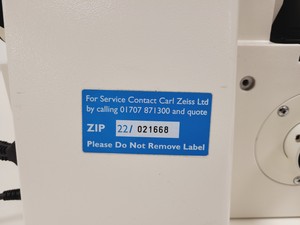 For Service Contact Carl Zeiss Ltd
by calling 01707 871300 and quote
ZIP 22/ 021668
Please Do Not Remove Label